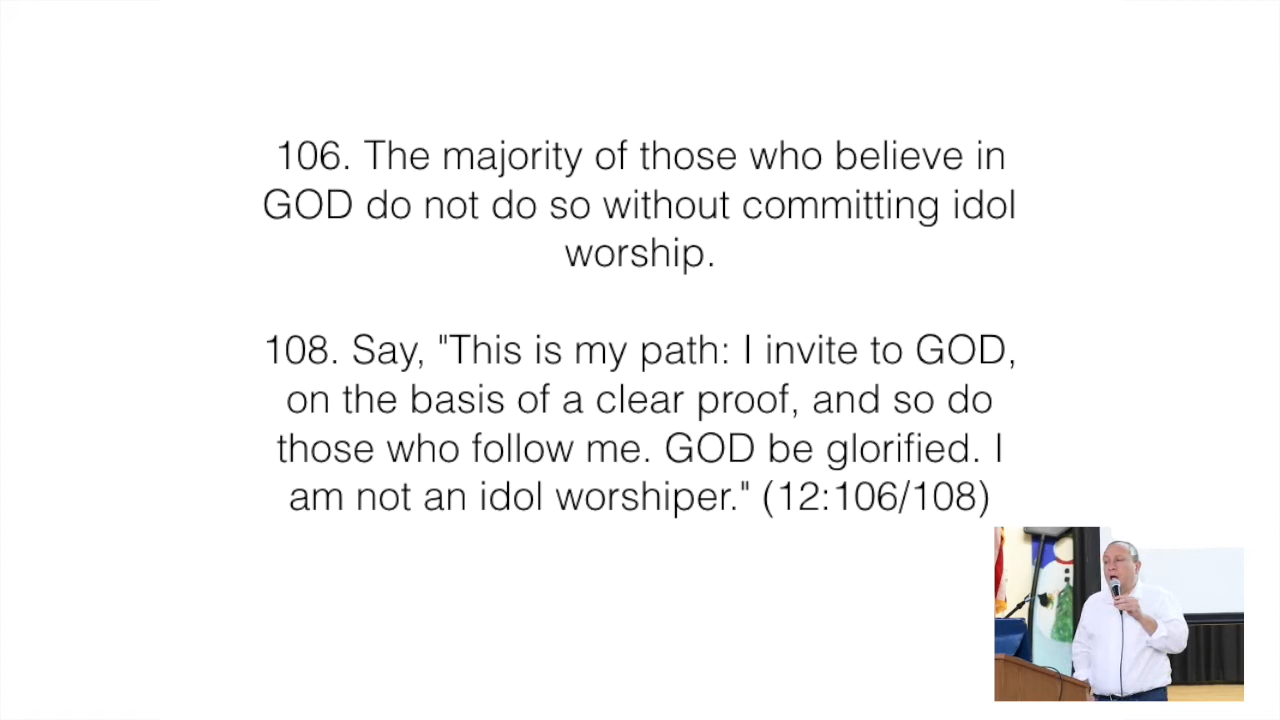 106. The majority of those who believe in
GOD do not do so without committing idol
worship.
108. Say, "This is my path: I invite to GOD,
on the basis of a clear proof, and so do
those who follow me. GOD be glorified. I
am not an idol worshiper." (12:106/108)